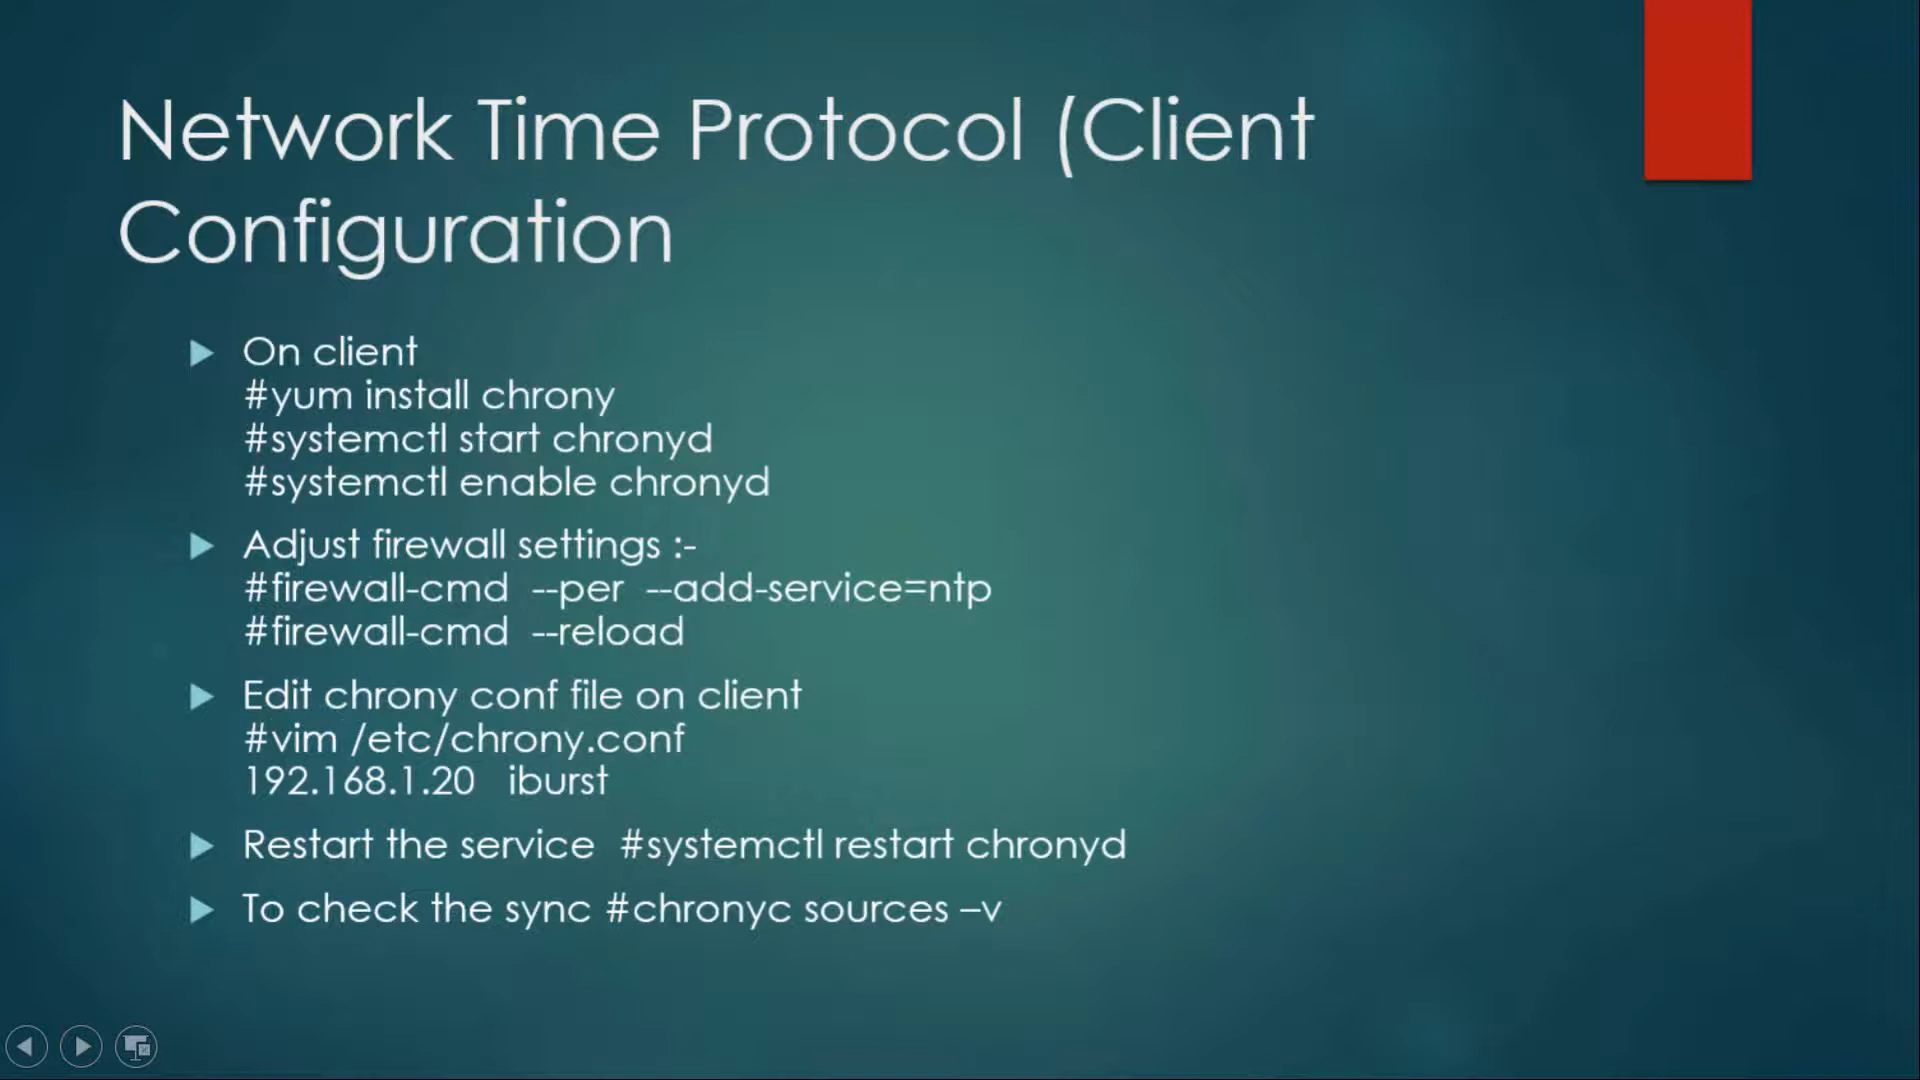 Network Time Protocol (Client
Configuration
On client
#yum install chrony
#systemctl start chronyd
#systemctl enable chronyd
Adjust firewall settings :-
#firewall-cmd  --per  --add-service=ntp
#firewall-cmd  --reload
Edit chrony conf file on client
#vim /etc/chrony.conf
192.168.1.20   iburst
Restart the service  #systemctl restart chronyd
To check the sync #chronyc sources –v